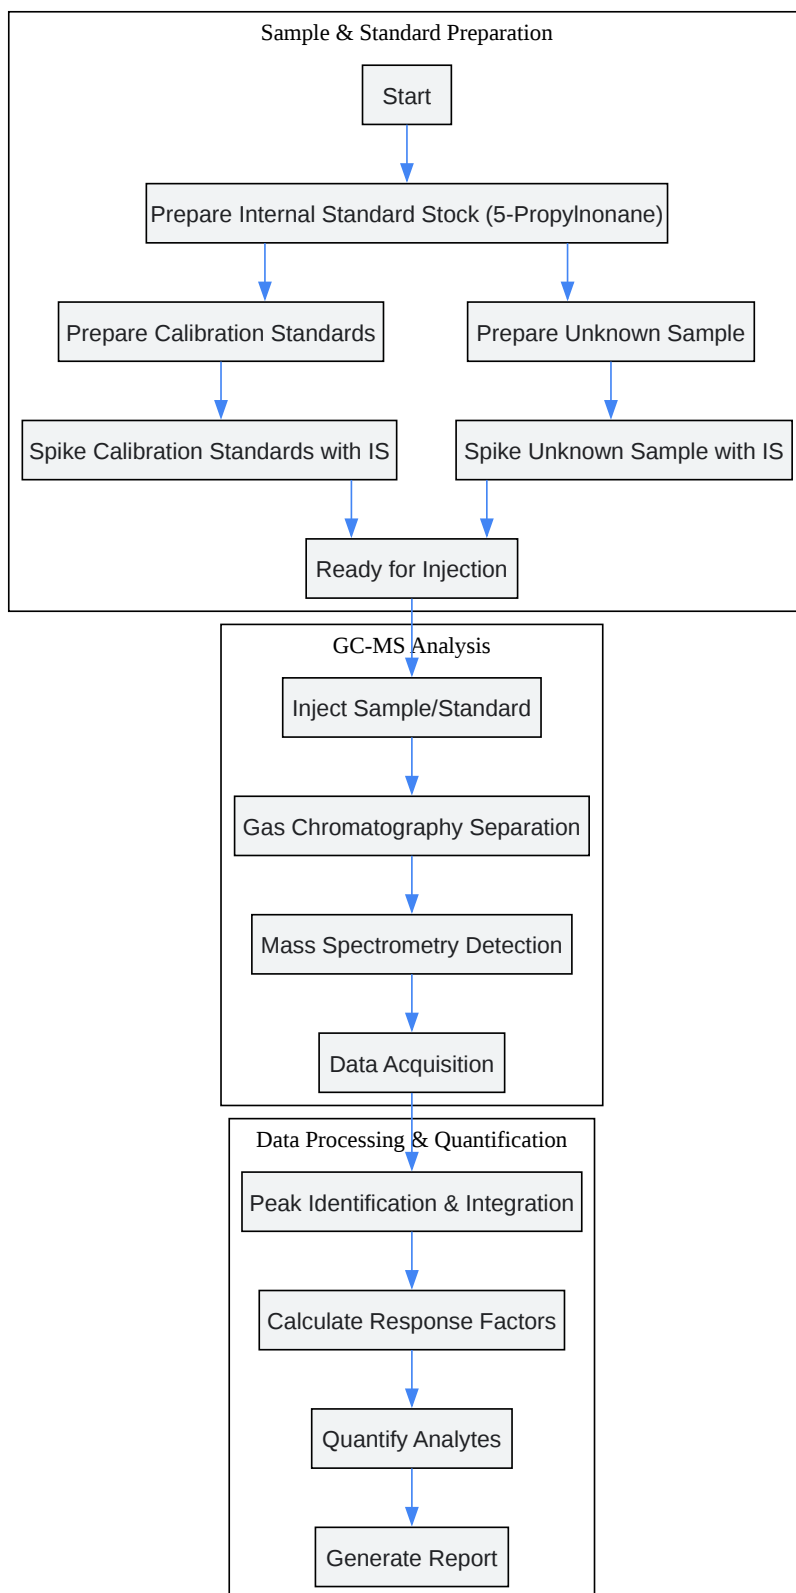 Sample & Standard Preparation
Start
Prepare Internal Standard Stock (5-Propylnonane)
Prepare Calibration Standards
Prepare Unknown Sample
Spike Calibration Standards with IS
Spike Unknown Sample with IS
Ready for Injection
GC-MS Analysis
Inject Sample/Standard
Gas Chromatography Separation
Mass Spectrometry Detection
Data Acquisition
Data Processing & Quantification
Peak Identification & Integration
Calculate Response Factors
Quantify Analytes
Generate Report